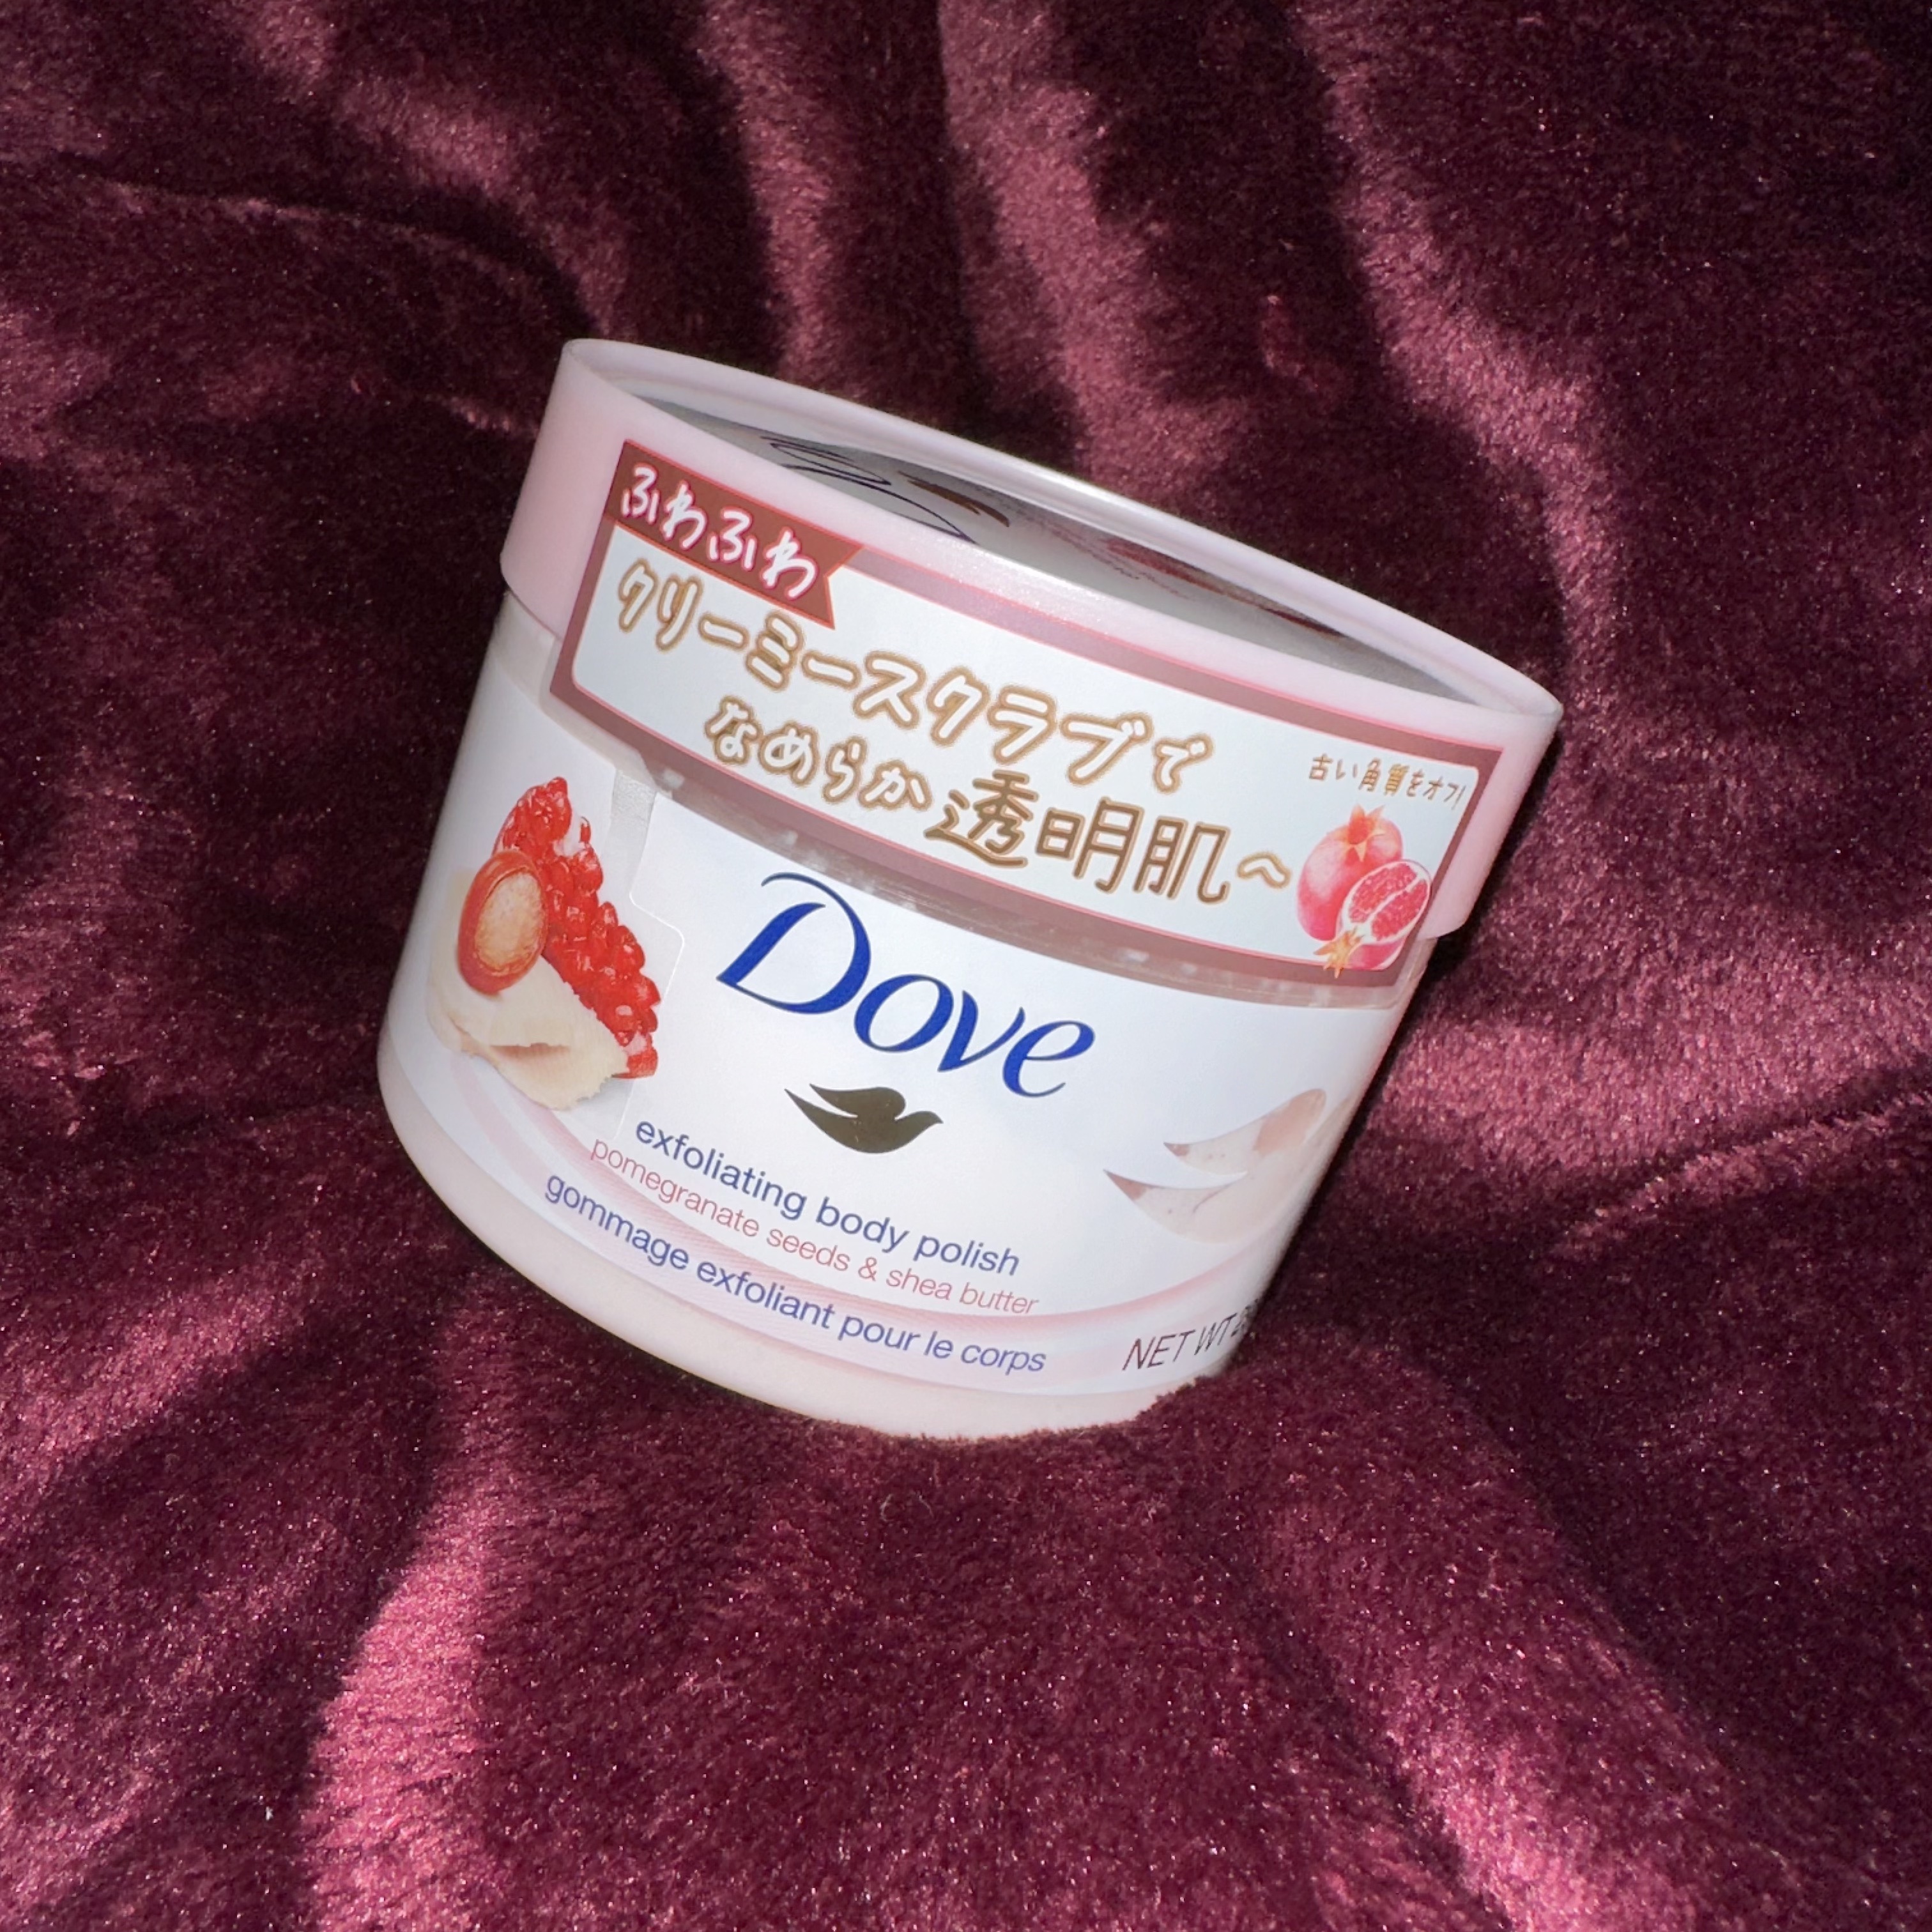 ふわふわ
クリーミースクラブで
なめらか透明肌へ
古い角質をオフ!
Dove
exfoliating body polish
pomegranate seeds & shea butter
gommage exfoliant pour le corps
NET WT